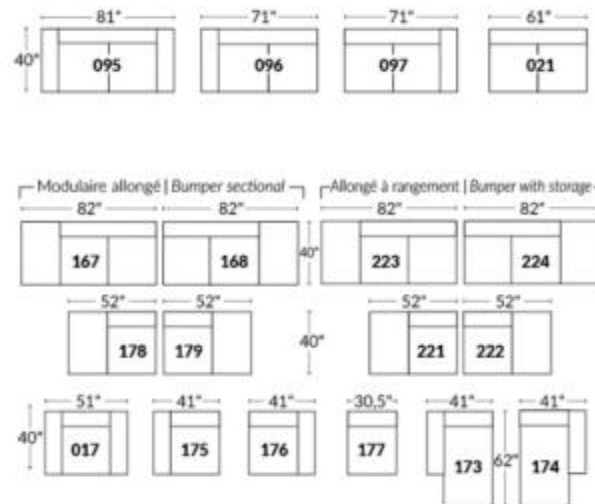 81" 71" 71" 61"
40" 095 096 097 021
Modulaire allongé | Bumper sectional Allongé à rangement | Bumper with storage
82" 82" 82" 82"
167 168 40" 223 224
52" 52" 52" 52"
178 179 40" 221 222
51" 41" 41" 30,5" 41" 41"
40" 017 175 176 177 173 62" 174